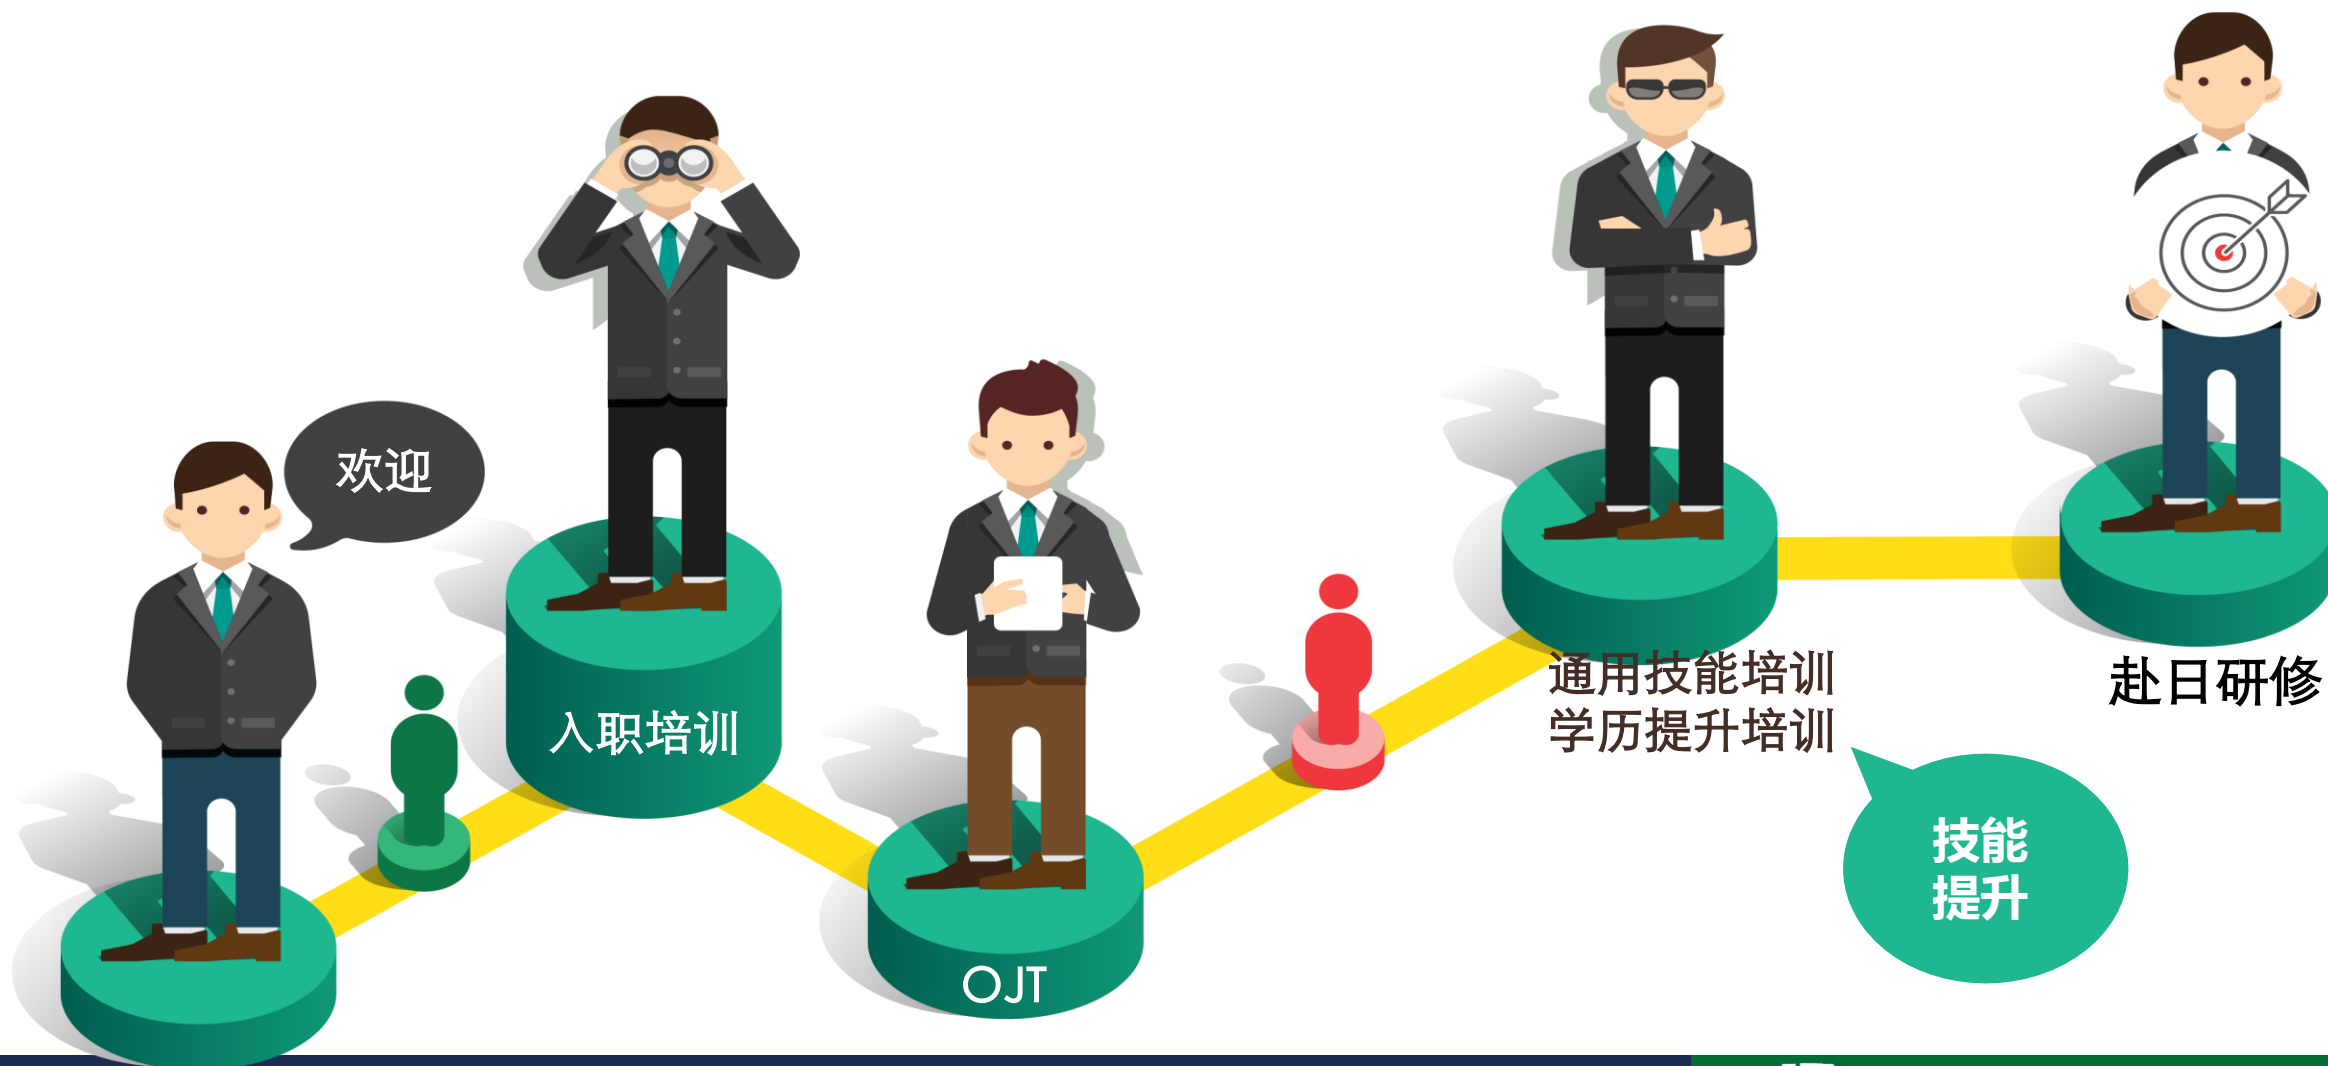 欢迎
入职培训
OJT
通用技能培训
学历提升培训
赴日研修
技能
提升